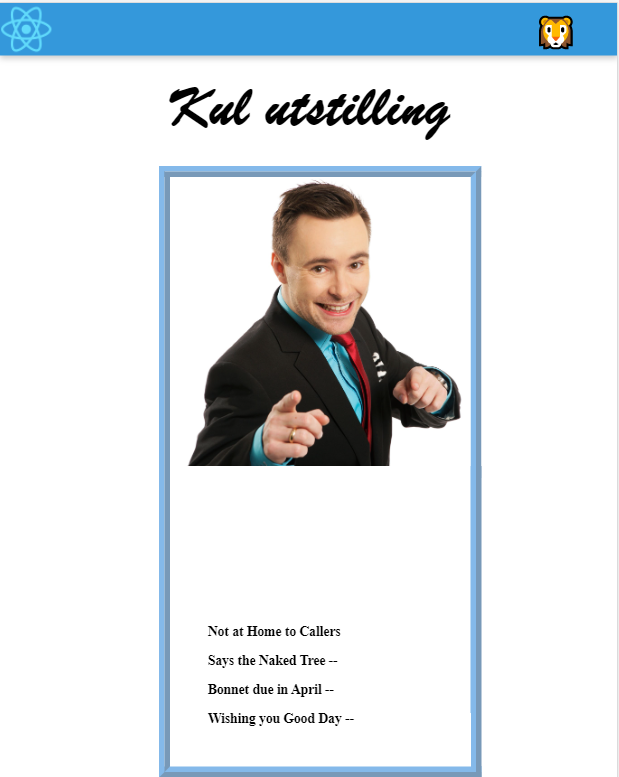 Kul utstilling
Not at Home to Callers
Says the Naked Tree --
Bonnet due in April --
Wishing you Good Day --